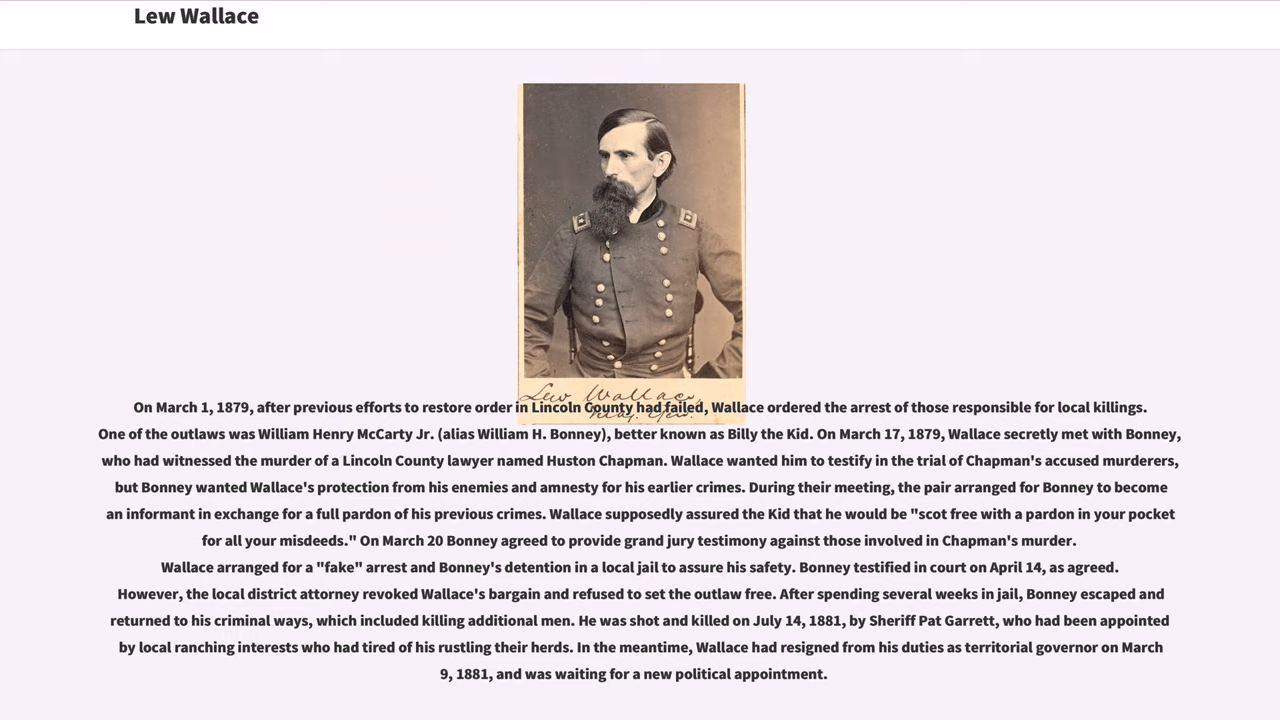 Lew Wallace
Lew Wallace,
Maj. Gen.
On March 1, 1879, after previous efforts to restore order in Lincoln County had failed, Wallace ordered the arrest of those responsible for local killings.
One of the outlaws was William Henry McCarty Jr. (alias William H. Bonney), better known as Billy the Kid. On March 17, 1879, Wallace secretly met with Bonney,
who had witnessed the murder of a Lincoln County lawyer named Huston Chapman. Wallace wanted him to testify in the trial of Chapman's accused murderers,
but Bonney wanted Wallace's protection from his enemies and amnesty for his earlier crimes. During their meeting, the pair arranged for Bonney to become
an informant in exchange for a full pardon of his previous crimes. Wallace supposedly assured the Kid that he would be "scot free with a pardon in your pocket
for all your misdeeds." On March 20 Bonney agreed to provide grand jury testimony against those involved in Chapman's murder.
Wallace arranged for a "fake" arrest and Bonney's detention in a local jail to assure his safety. Bonney testified in court on April 14, as agreed.
However, the local district attorney revoked Wallace's bargain and refused to set the outlaw free. After spending several weeks in jail, Bonney escaped and
returned to his criminal ways, which included killing additional men. He was shot and killed on July 14, 1881, by Sheriff Pat Garrett, who had been appointed
by local ranching interests who had tired of his rustling their herds. In the meantime, Wallace had resigned from his duties as territorial governor on March
9, 1881, and was waiting for a new political appointment.